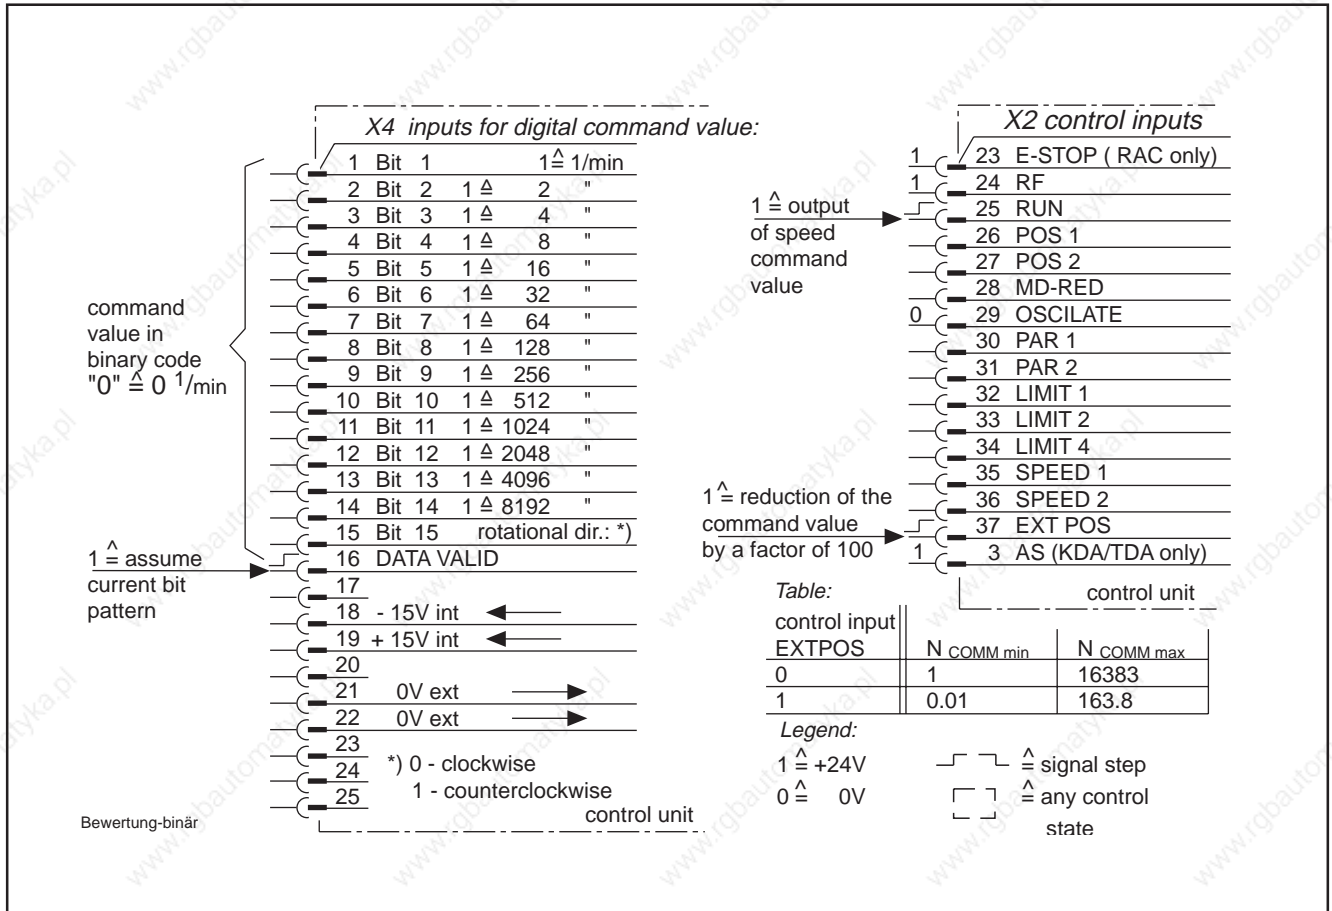 X4 inputs for digital command value:
1 Bit 1 1 ≙ 1/min
2 Bit 2 1 ≙ 2 "
3 Bit 3 1 ≙ 4 "
4 Bit 4 1 ≙ 8 "
5 Bit 5 1 ≙ 16 "
6 Bit 6 1 ≙ 32 "
7 Bit 7 1 ≙ 64 "
8 Bit 8 1 ≙ 128 "
9 Bit 9 1 ≙ 256 "
10 Bit 10 1 ≙ 512 "
11 Bit 11 1 ≙ 1024 "
12 Bit 12 1 ≙ 2048 "
13 Bit 13 1 ≙ 4096 "
14 Bit 14 1 ≙ 8192 "
15 Bit 15 rotational dir.: *)
16 DATA VALID
17
18 - 15V int
19 + 15V int
20
21 0V ext
22 0V ext
23
24
25
*) 0 - clockwise
1 - counterclockwise
control unit
command
value in
binary code
"0" ≙ 0 1/min
1 ≙ assume
current bit
pattern
Bewertung-binär
X2 control inputs
1 23 E-STOP ( RAC only)
1 24 RF
25 RUN
26 POS 1
27 POS 2
28 MD-RED
0 29 OSCILATE
30 PAR 1
31 PAR 2
32 LIMIT 1
33 LIMIT 2
34 LIMIT 4
35 SPEED 1
36 SPEED 2
37 EXT POS
1 3 AS (KDA/TDA only)
control unit
1 ≙ output
of speed
command
value
1 ≙ reduction of the
command value
by a factor of 100
Table:
control input
EXTPOS N COMM min N COMM max
0 1 16383
1 0.01 163.8
Legend:
1 ≙ +24V
0 ≙ 0V
≙ signal step
≙ any control
state
www.rgbautomatyka.pl